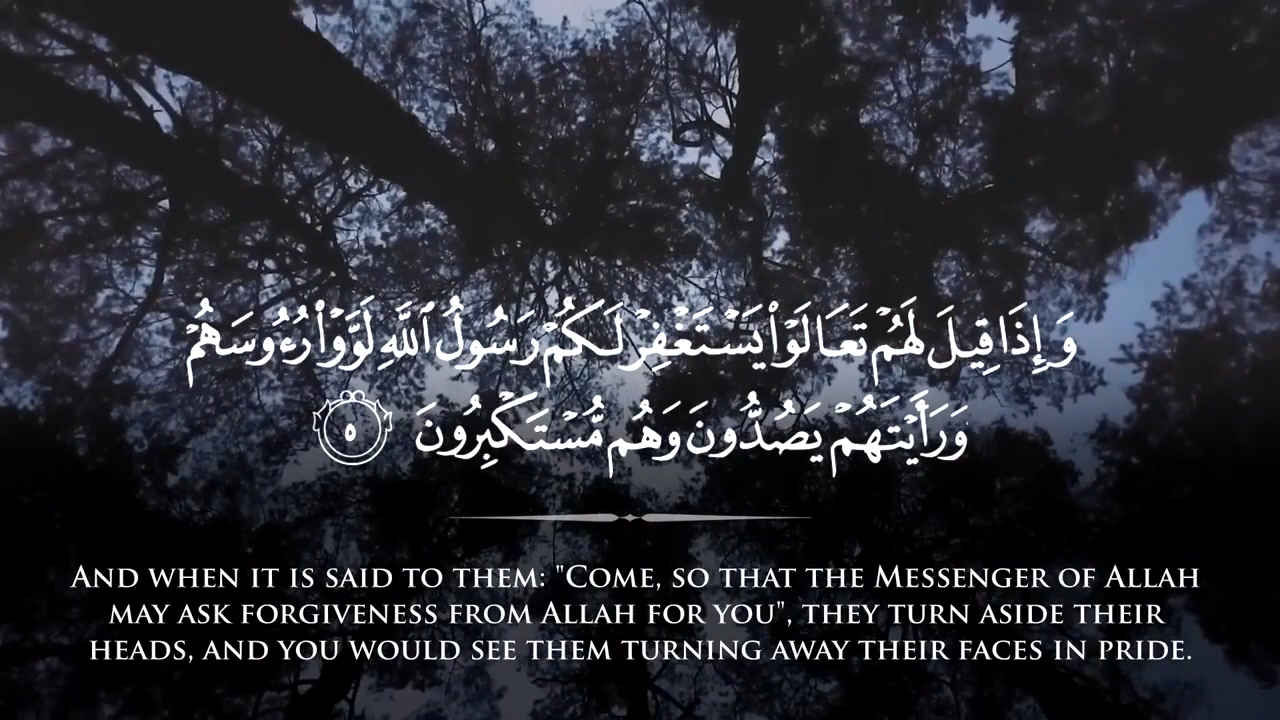 وَإِذَا قِيلَ لَهُمْ تَعَالَوْا۟ يَسْتَغْفِرْ لَكُمْ رَسُولُ ٱللَّهِ لَوَّوْا۟ رُءُوسَهُمْ
وَرَأَيْتَهُمْ يَصُدُّونَ وَهُم مُّسْتَكْبِرُونَ ٥
And when it is said to them: "Come, so that the Messenger of Allah
may ask forgiveness from Allah for you", they turn aside their
heads, and you would see them turning away their faces in pride.